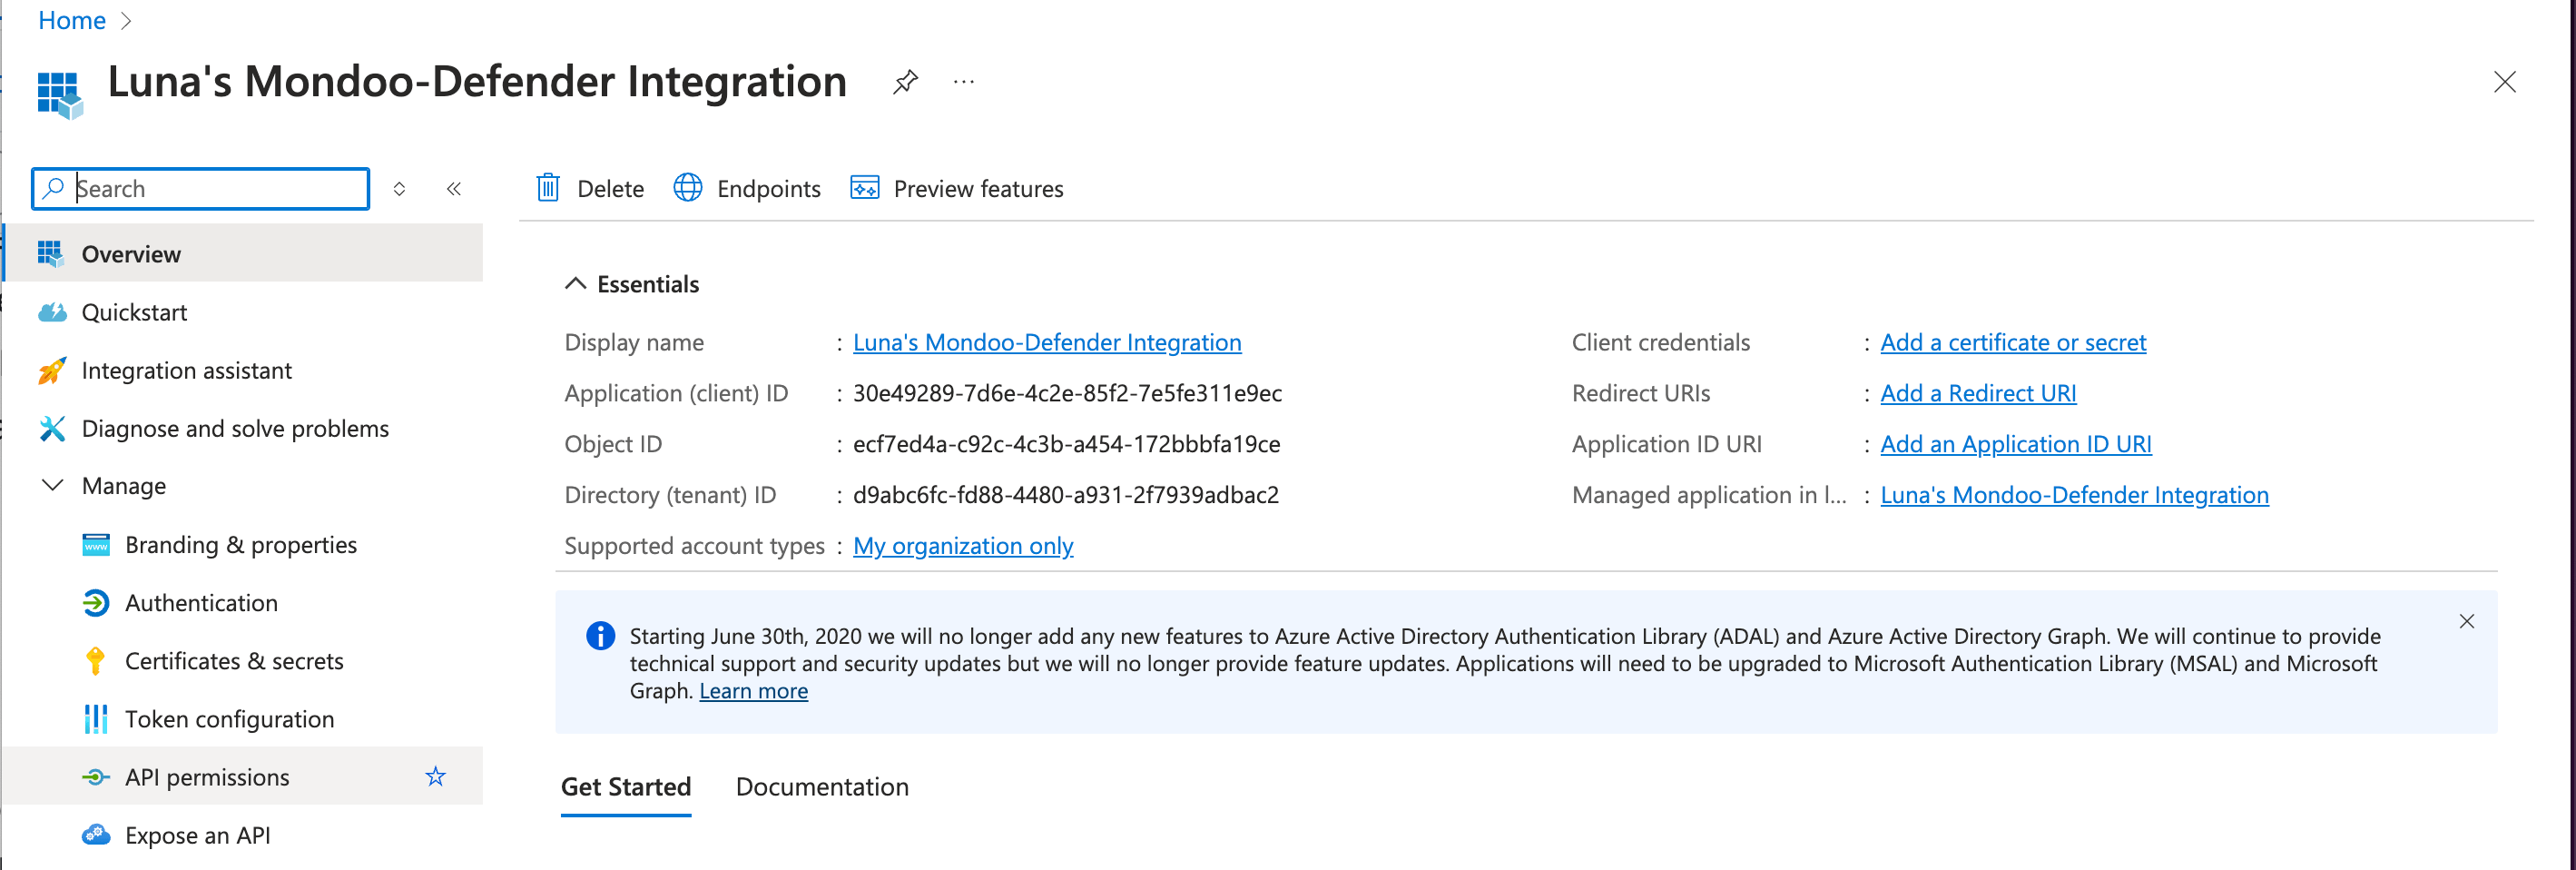 Home
Luna's Mondoo-Defender Integration
Search
Delete
Endpoints
Preview features
Overview
Quickstart
Integration assistant
Diagnose and solve problems
Manage
Branding & properties
Authentication
Certificates & secrets
Token configuration
API permissions
Expose an API
Essentials
Display name : Luna's Mondoo-Defender Integration
Application (client) ID : 30e49289-7d6e-4c2e-85f2-7e5fe311e9ec
Object ID : ecf7ed4a-c92c-4c3b-a454-172bbbfa19ce
Directory (tenant) ID : d9abc6fc-fd88-4480-a931-2f7939adbac2
Supported account types : My organization only
Client credentials : Add a certificate or secret
Redirect URIs : Add a Redirect URI
Application ID URI : Add an Application ID URI
Managed application in l... : Luna's Mondoo-Defender Integration
Starting June 30th, 2020 we will no longer add any new features to Azure Active Directory Authentication Library (ADAL) and Azure Active Directory Graph. We will continue to provide
technical support and security updates but we will no longer provide feature updates. Applications will need to be upgraded to Microsoft Authentication Library (MSAL) and Microsoft
Graph. Learn more
Get Started
Documentation